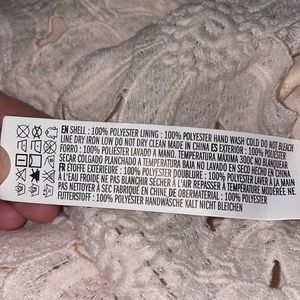 EN SHELL : 100% POLYESTER LINING : 100% POLYESTER HAND WASH COLD DO NOT BLEACH
LINE DRY IRON LOW DO NOT DRY CLEAN MADE IN CHINA ES EXTERIOR : 100% POLIÉSTER
FORRO : 100% POLIÉSTER LAVADO A MANO. TEMPERATURA MÁXIMA 30OC NO BLANQUEAR
SECAR COLGADO PLANCHADO A TEMPERATURA BAJA NO LAVADO EN SECO HECHO EN CHINA
FR ÉTOFFE EXTÉRIEURE : 100% POLYESTER DOUBLURE : 100% POLYESTER LAVER À LA MAIN
À L'EAU FROIDE NE PAS BLANCHIR SÉCHER À L'AIR REPASSER À TEMPÉRATURE MODÉRÉE NE
PAS NETTOYER À SEC FABRIQUÉ EN CHINE DE OBERMATERIAL : 100% POLYESTER
FUTTERSTOFF : 100% POLYESTER HANDWÄSCHE KALT NICHT BLEICHEN